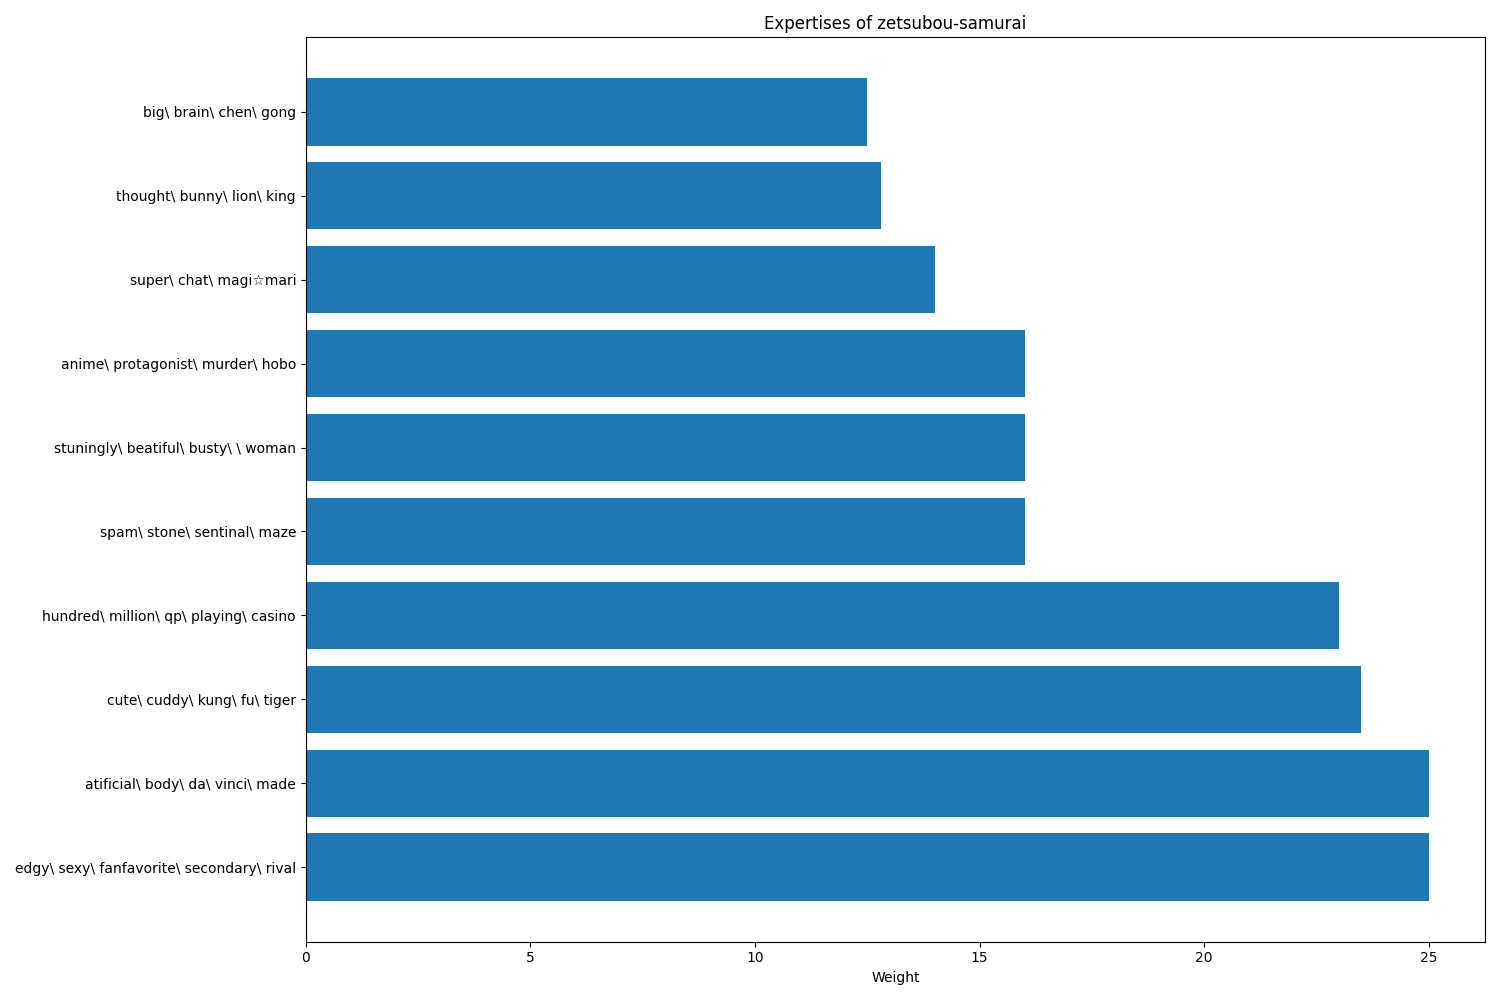 Expertises of zetsubou-samurai
big\ brain\ chen\ gong
thought\ bunny\ lion\ king
super\ chat\ magi☆mari
anime\ protagonist\ murder\ hobo
stuningly\ beatiful\ busty\ \ woman
spam\ stone\ sentinal\ maze
hundred\ million\ qp\ playing\ casino
cute\ cuddy\ kung\ fu\ tiger
atificial\ body\ da\ vinci\ made
edgy\ sexy\ fanfavorite\ secondary\ rival
0 5 10 15 20 25
Weight